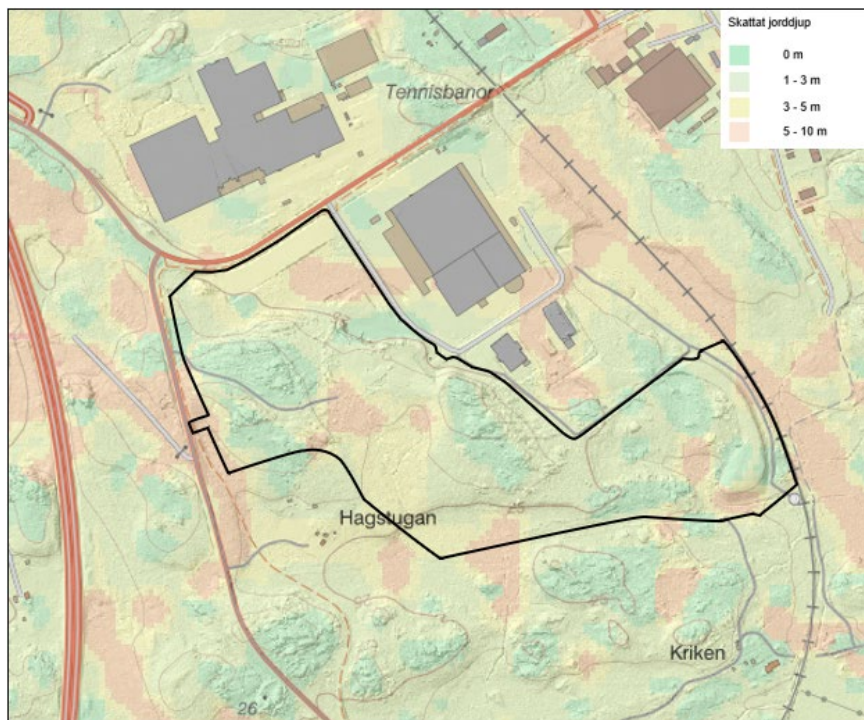 Skattat jorddjup
0 m
1 - 3 m
3 - 5 m
5 - 10 m
Tennisbanor
25
Hagstugan
Kriken
26